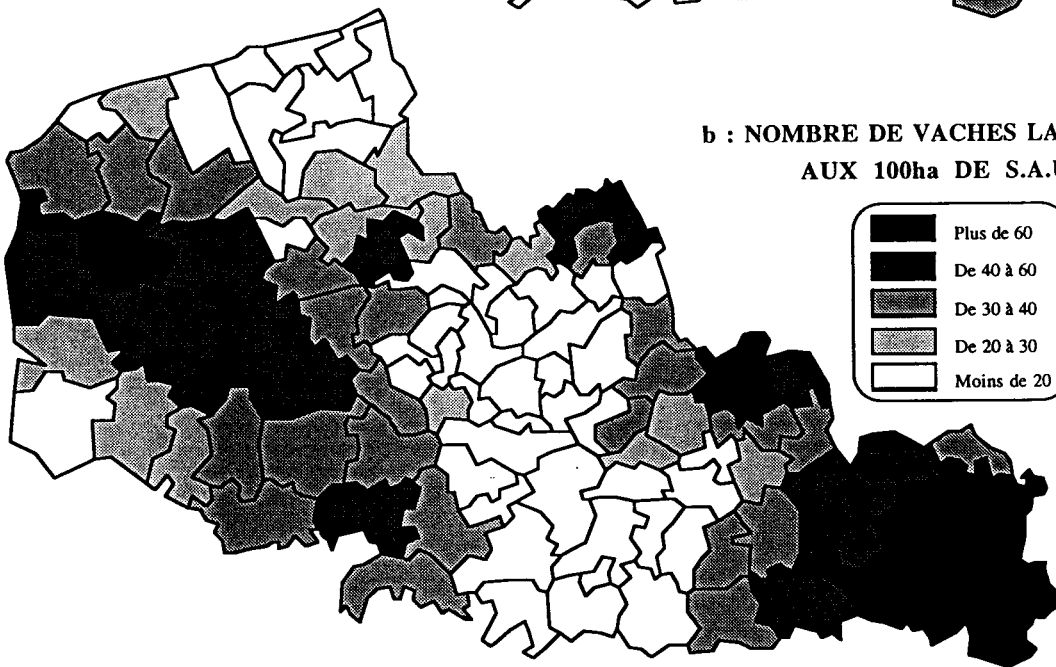 b : NOMBRE DE VACHES LA
AUX 100ha DE S.A.U
Plus de 60
De 40 à 60
De 30 à 40
De 20 à 30
Moins de 20